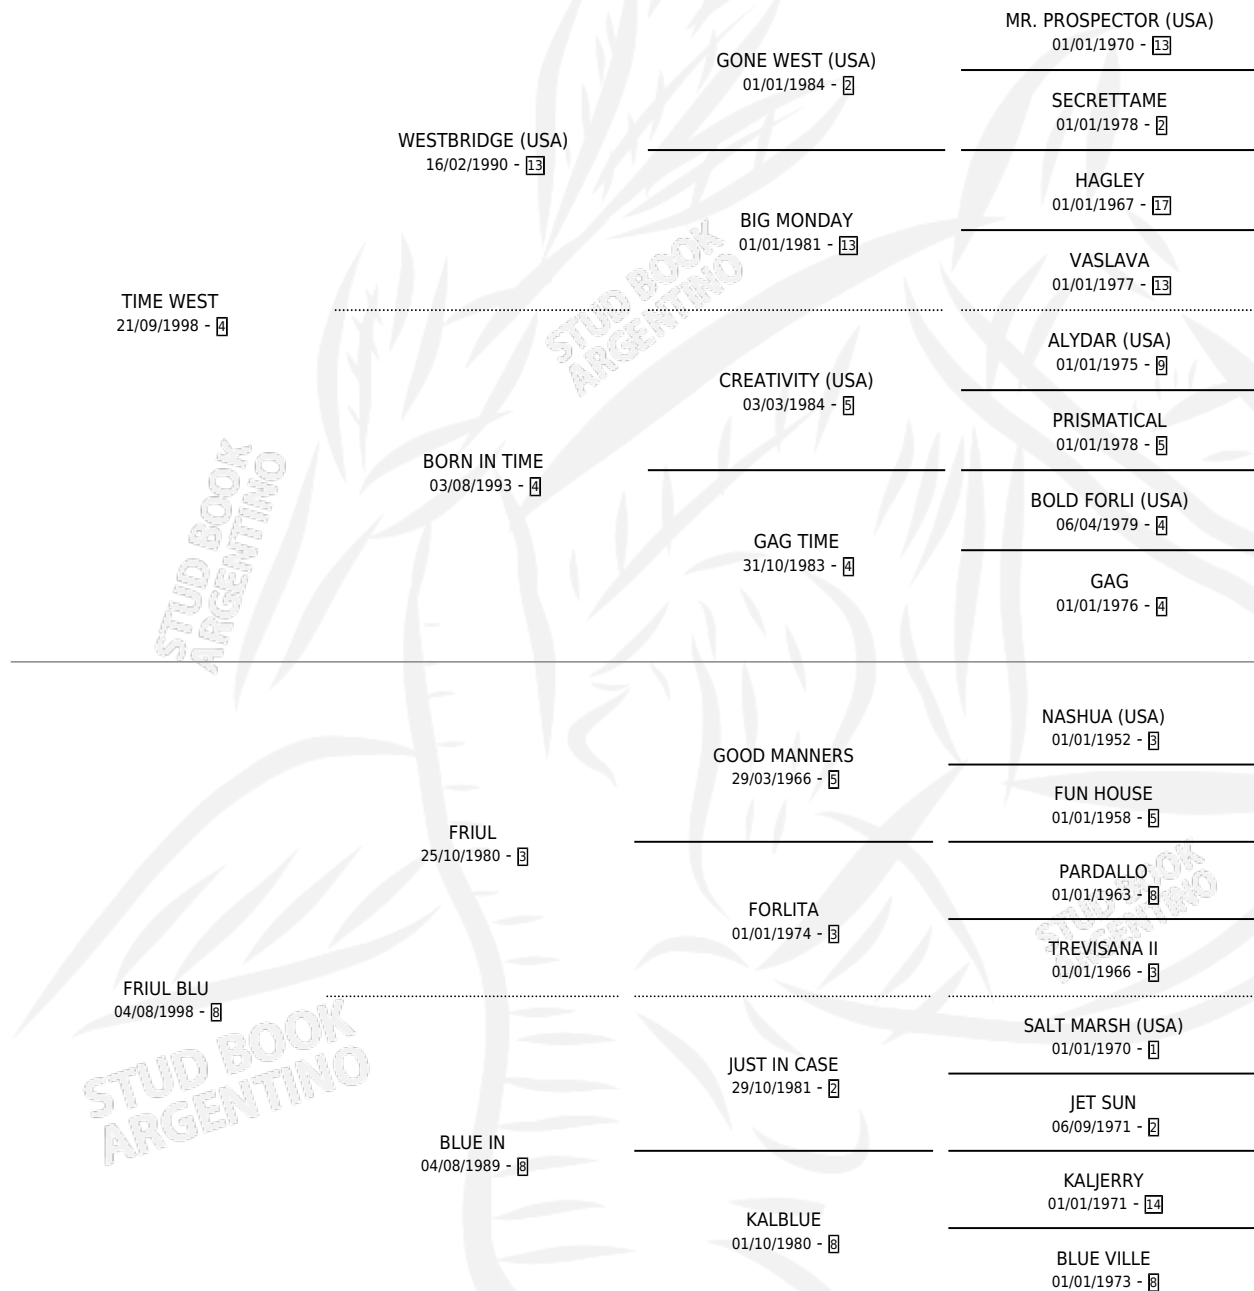 MR. PROSPECTOR (USA)
01/01/1970 - 13
GONE WEST (USA)
01/01/1984 - 2
SECRETTAME
01/01/1978 - 2
WESTBRIDGE (USA)
16/02/1990 - 13
HAGLEY
01/01/1967 - 17
BIG MONDAY
01/01/1981 - 13
VASLAVA
01/01/1977 - 13
TIME WEST
21/09/1998 - 4
STUD BOOK
ARGENTINO
ALYDAR (USA)
01/01/1975 - 9
CREATIVITY (USA)
03/03/1984 - 5
PRISMATICAL
01/01/1978 - 5
BORN IN TIME
03/08/1993 - 4
BOLD FORLI (USA)
06/04/1979 - 4
GAG TIME
31/10/1983 - 4
GAG
01/01/1976 - 4
STUD BOOK
ARGENTINO
NASHUA (USA)
01/01/1952 - 3
GOOD MANNERS
29/03/1966 - 5
FUN HOUSE
01/01/1958 - 5
FRIUL
25/10/1980 - 3
PARDALLO
01/01/1963 - 8
FORLITA
01/01/1974 - 3
TREVISANA II
01/01/1966 - 3
STUD BOOK
ARGENTINO
FRIUL BLU
04/08/1998 - 8
SALT MARSH (USA)
01/01/1970 - 1
JUST IN CASE
29/10/1981 - 2
JET SUN
06/09/1971 - 2
STUD BOOK
ARGENTINO
BLUE IN
04/08/1989 - 8
KALJERRY
01/01/1971 - 14
KALBLUE
01/10/1980 - 8
BLUE VILLE
01/01/1973 - 8